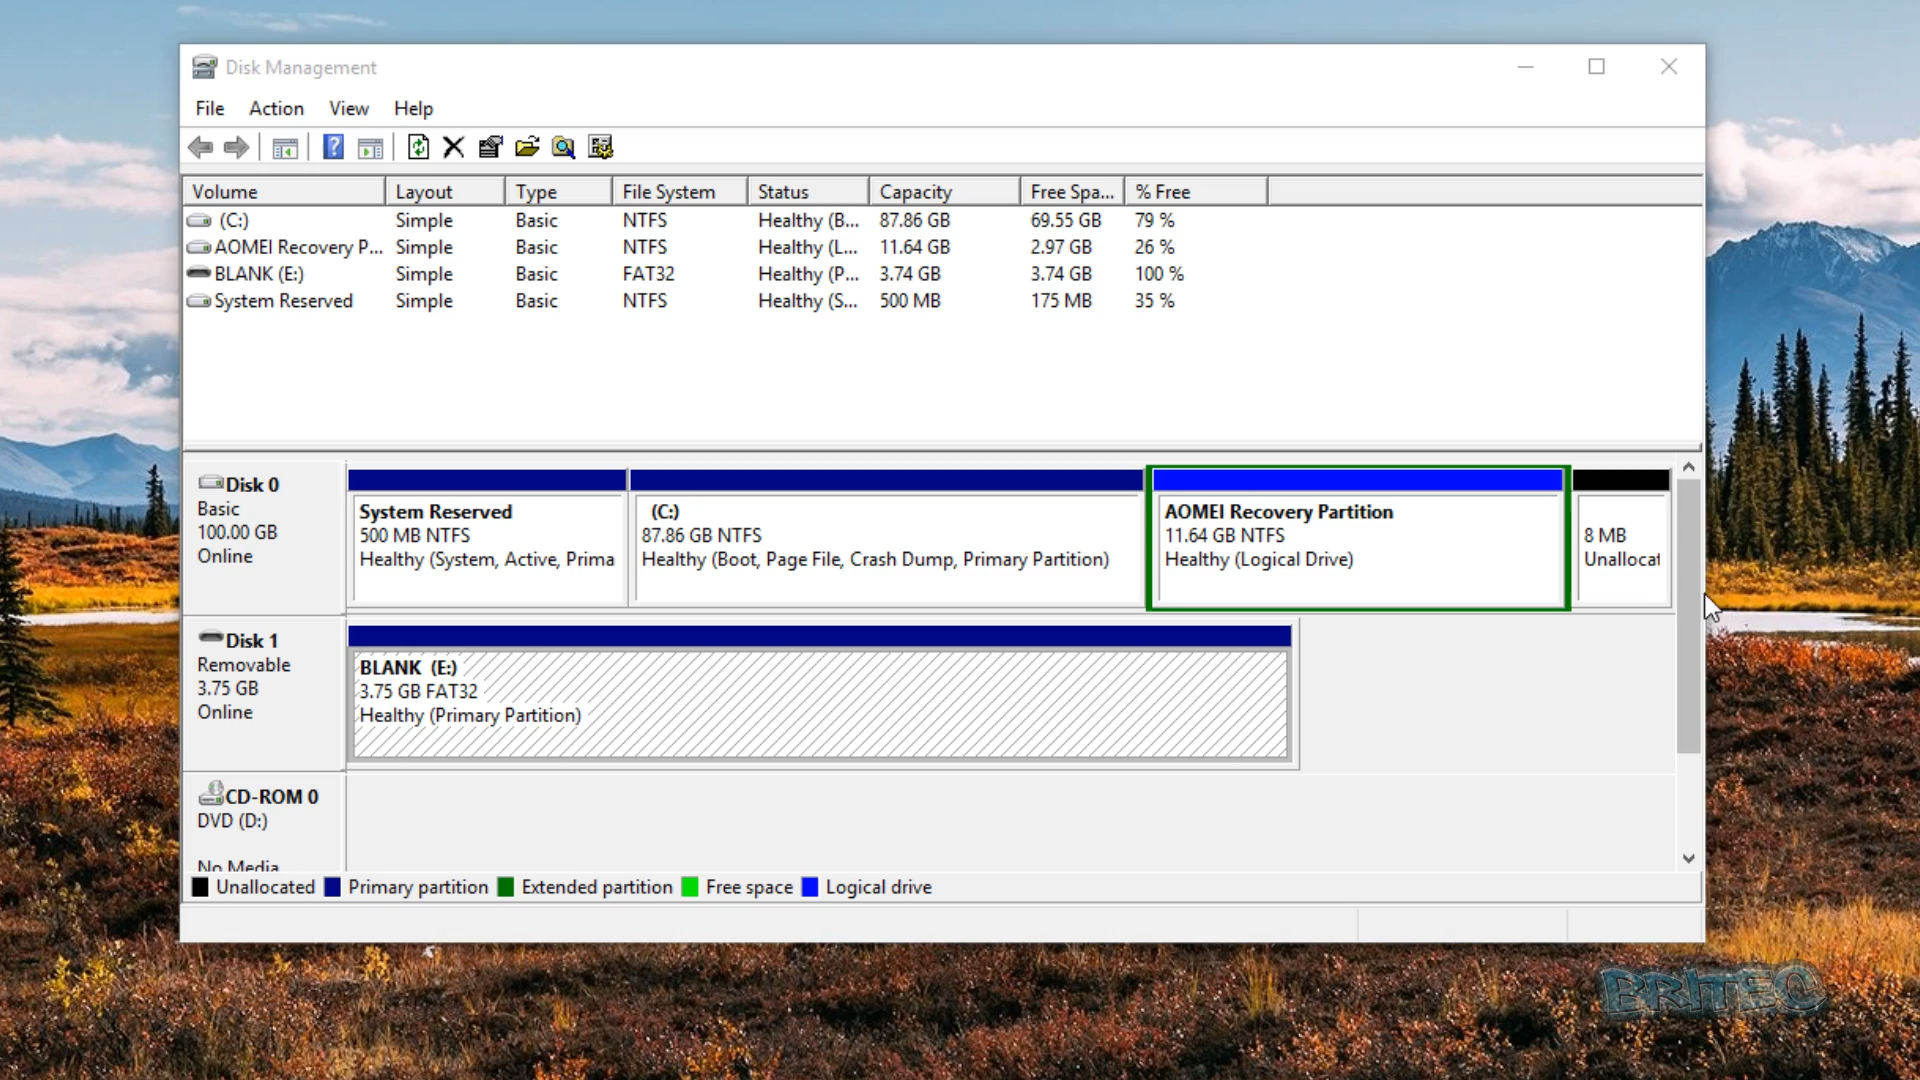 Disk Management
File Action View Help
Volume Layout Type File System Status Capacity Free Spa... % Free
(C:) Simple Basic NTFS Healthy (B... 87.86 GB 69.55 GB 79 %
AOMEI Recovery P... Simple Basic NTFS Healthy (L... 11.64 GB 2.97 GB 26 %
BLANK (E:) Simple Basic FAT32 Healthy (P... 3.74 GB 3.74 GB 100 %
System Reserved Simple Basic NTFS Healthy (S... 500 MB 175 MB 35 %
Disk 0
Basic
100.00 GB
Online
System Reserved
500 MB NTFS
Healthy (System, Active, Prima
(C:)
87.86 GB NTFS
Healthy (Boot, Page File, Crash Dump, Primary Partition)
AOMEI Recovery Partition
11.64 GB NTFS
Healthy (Logical Drive)
8 MB
Unallocat
Disk 1
Removable
3.75 GB
Online
BLANK (E:)
3.75 GB FAT32
Healthy (Primary Partition)
CD-ROM 0
DVD (D:)
No Media
Unallocated Primary partition Extended partition Free space Logical drive
BRITEC